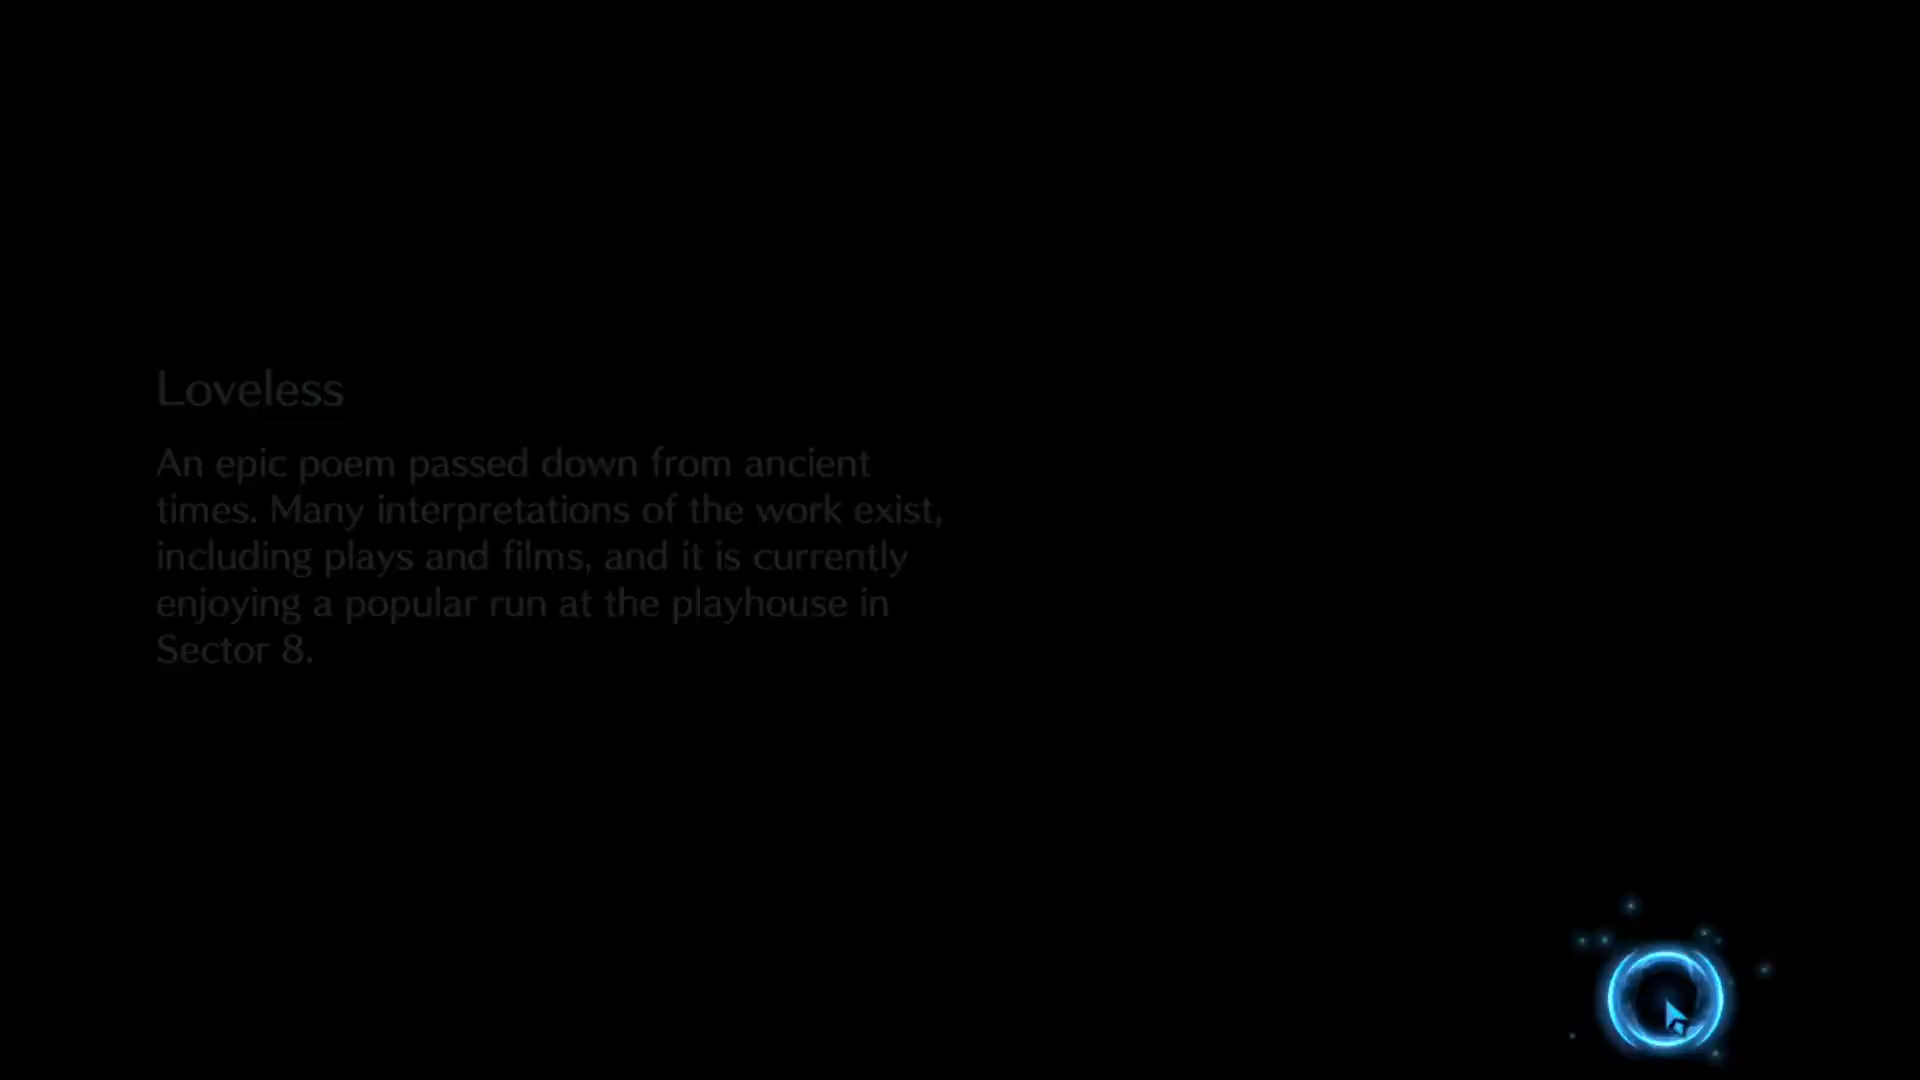 Loveless
An epic poem passed down from ancient
times. Many interpretations of the work exist,
including plays and films, and it is currently
enjoying a popular run at the playhouse in
Sector 8.